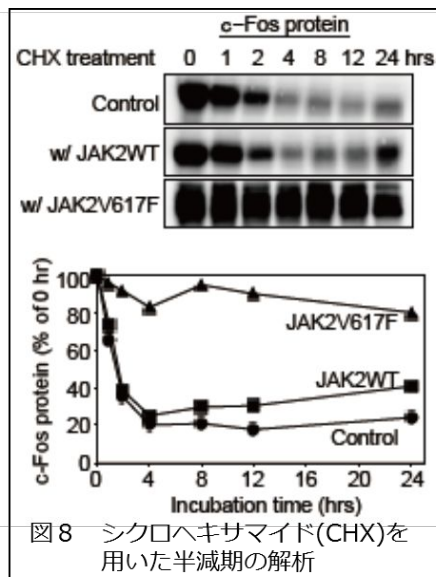 c-Fos protein
CHX treatment 0 1 2 4 8 12 24 hrs
Control
w/ JAK2WT
w/ JAK2V617F
c-Fos protein (% of 0 hr)
100
80
60
40
20
0
JAK2V617F
JAK2WT
Control
0 4 8 12 16 20 24
Incubation time (hrs)
図8 シクロヘキサマイド(CHX)を
用いた半減期の解析